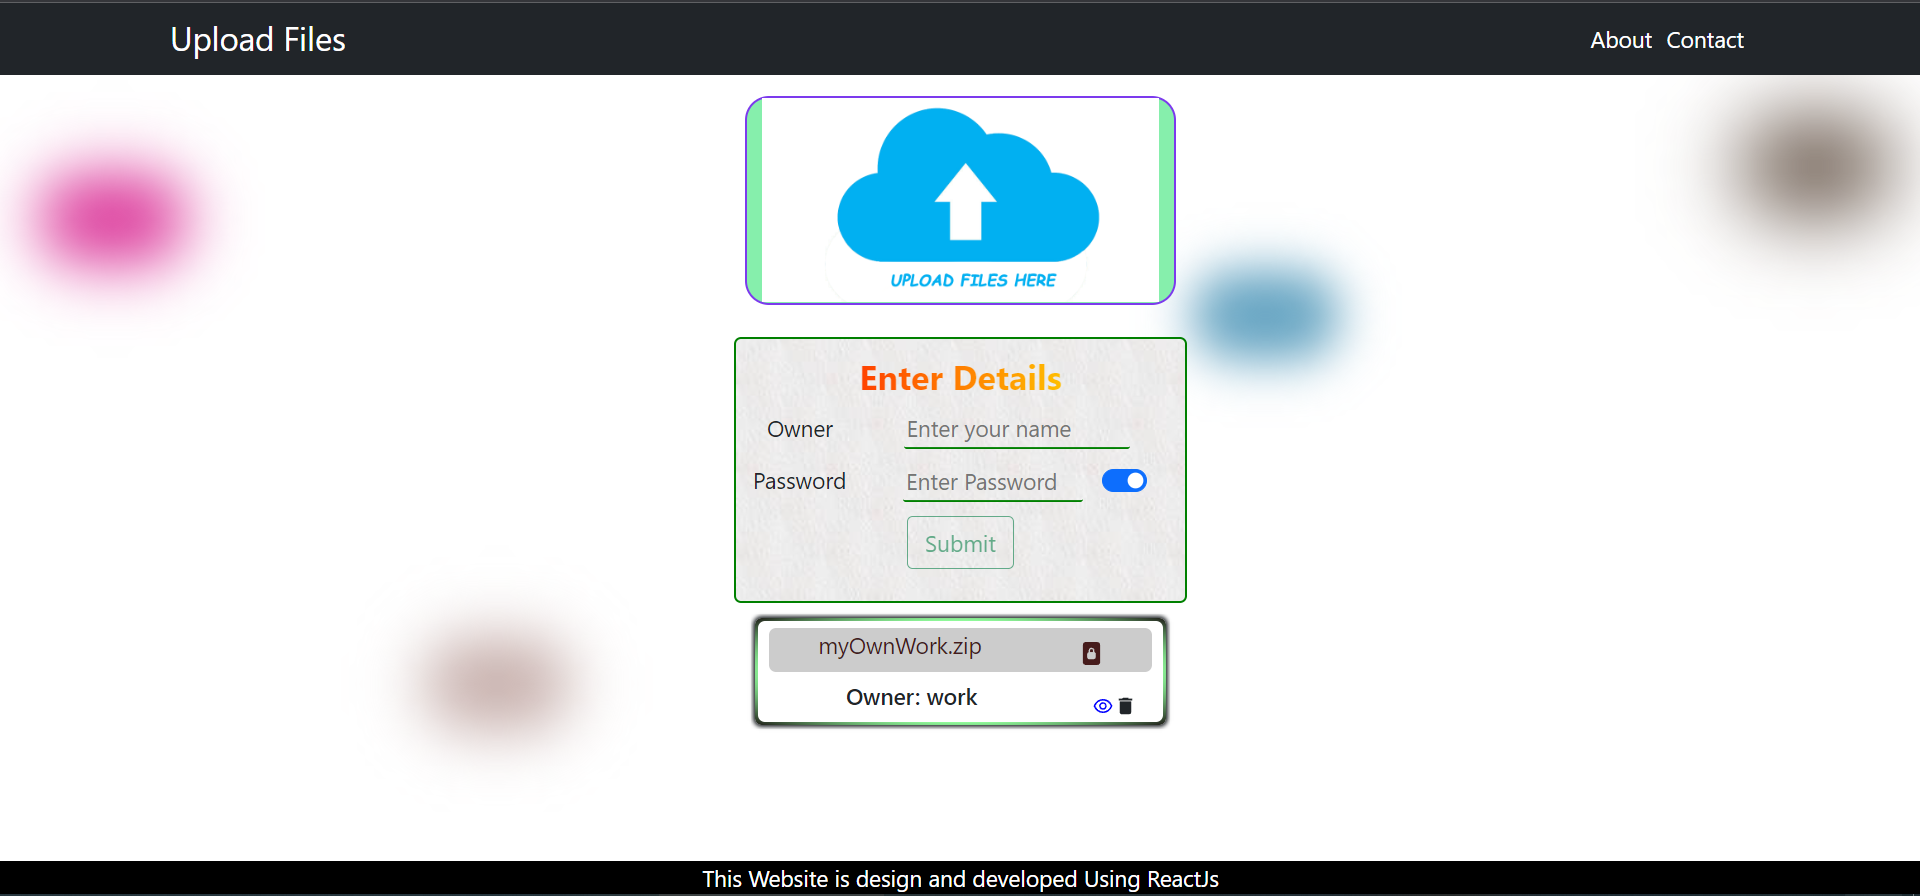 Upload Files
About Contact
UPLOAD FILES HERE
Enter Details
Owner Enter your name
Password Enter Password
Submit
myOwnWork.zip
Owner: work
This Website is design and developed Using ReactJs